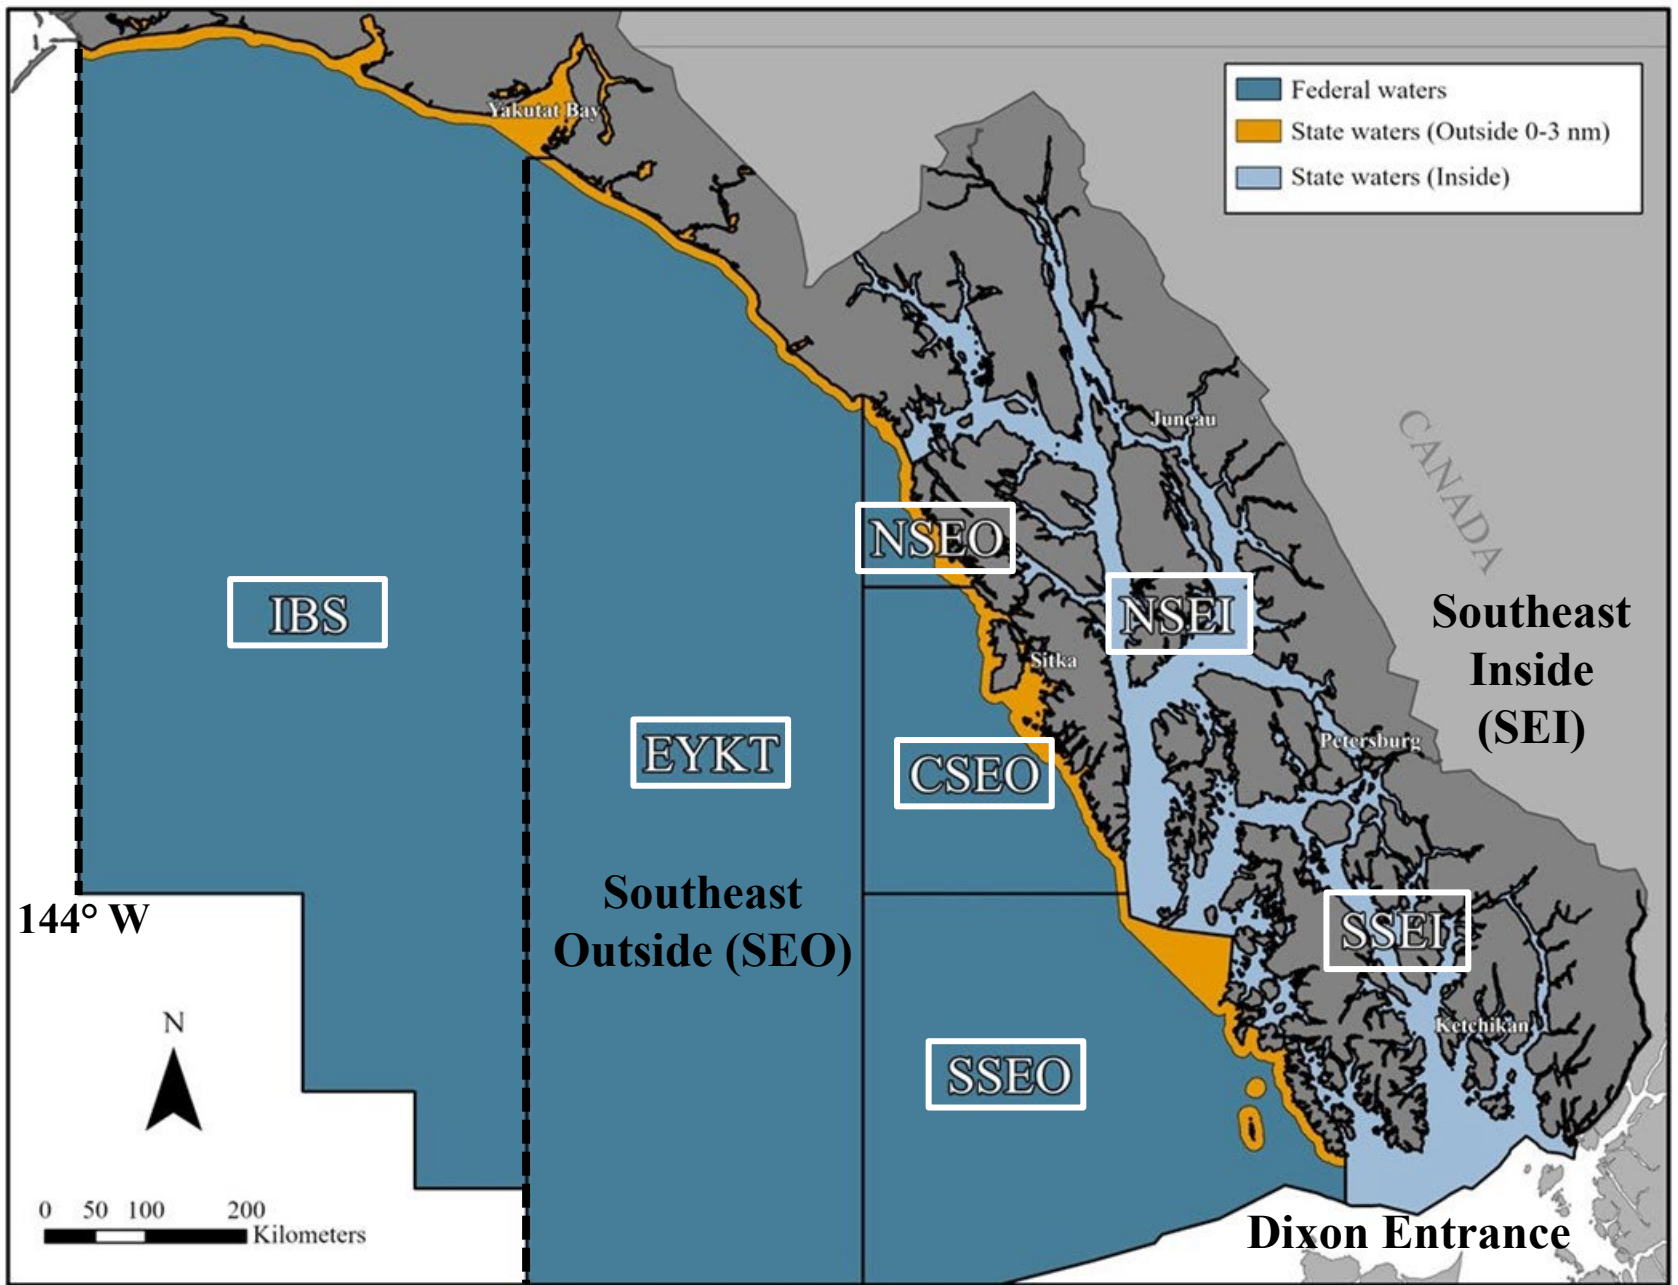 Yakutat Bay
Federal waters
State waters (Outside 0-3 nm)
State waters (Inside)
Juneau
CANADA
NSEO
IBS
NSEI
Southeast
Inside
(SEI)
Sitka
EYKT
CSEO
Petersburg
Southeast
Outside (SEO)
144° W
SSEI
N
Ketchikan
SSEO
0 50 100 200
Kilometers
Dixon Entrance